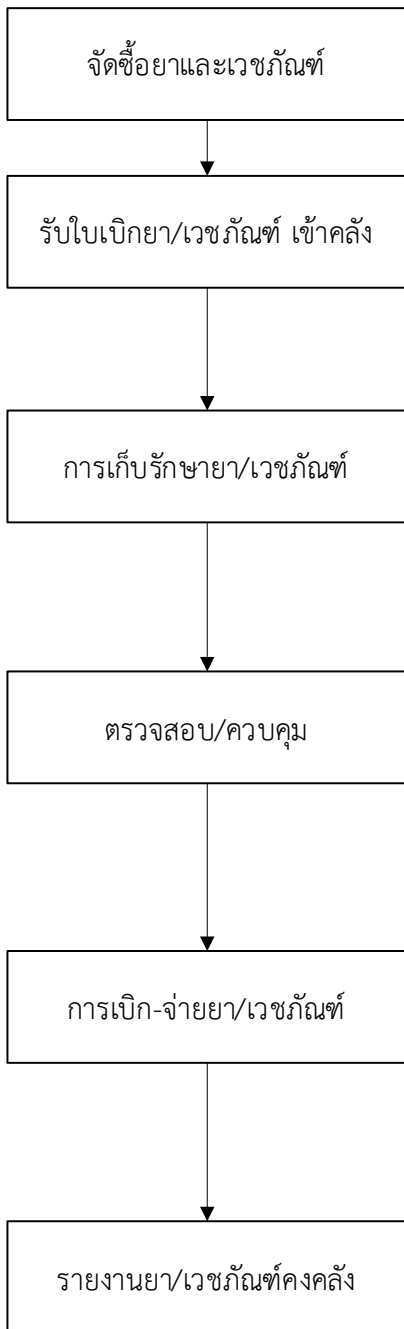 จัดซื้อยาและเวชภัณฑ์
รับใบเบิกยา/เวชภัณฑ์ เข้าคลัง
การเก็บรักษายา/เวชภัณฑ์
ตรวจสอบ/ควบคุม
การเบิก-จ่ายยา/เวชภัณฑ์
รายงานยา/เวชภัณฑ์คงคลัง